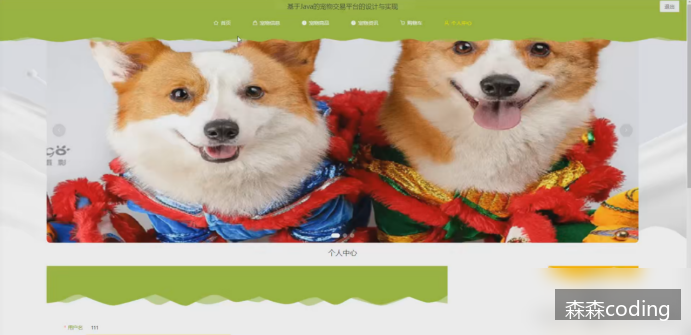 基于Java的宠物交易平台的设计与实现
退出
首页 宠物信息 宠物用品 宠物资讯 购物车 个人中心
个人中心
* 用户名 111
森森coding